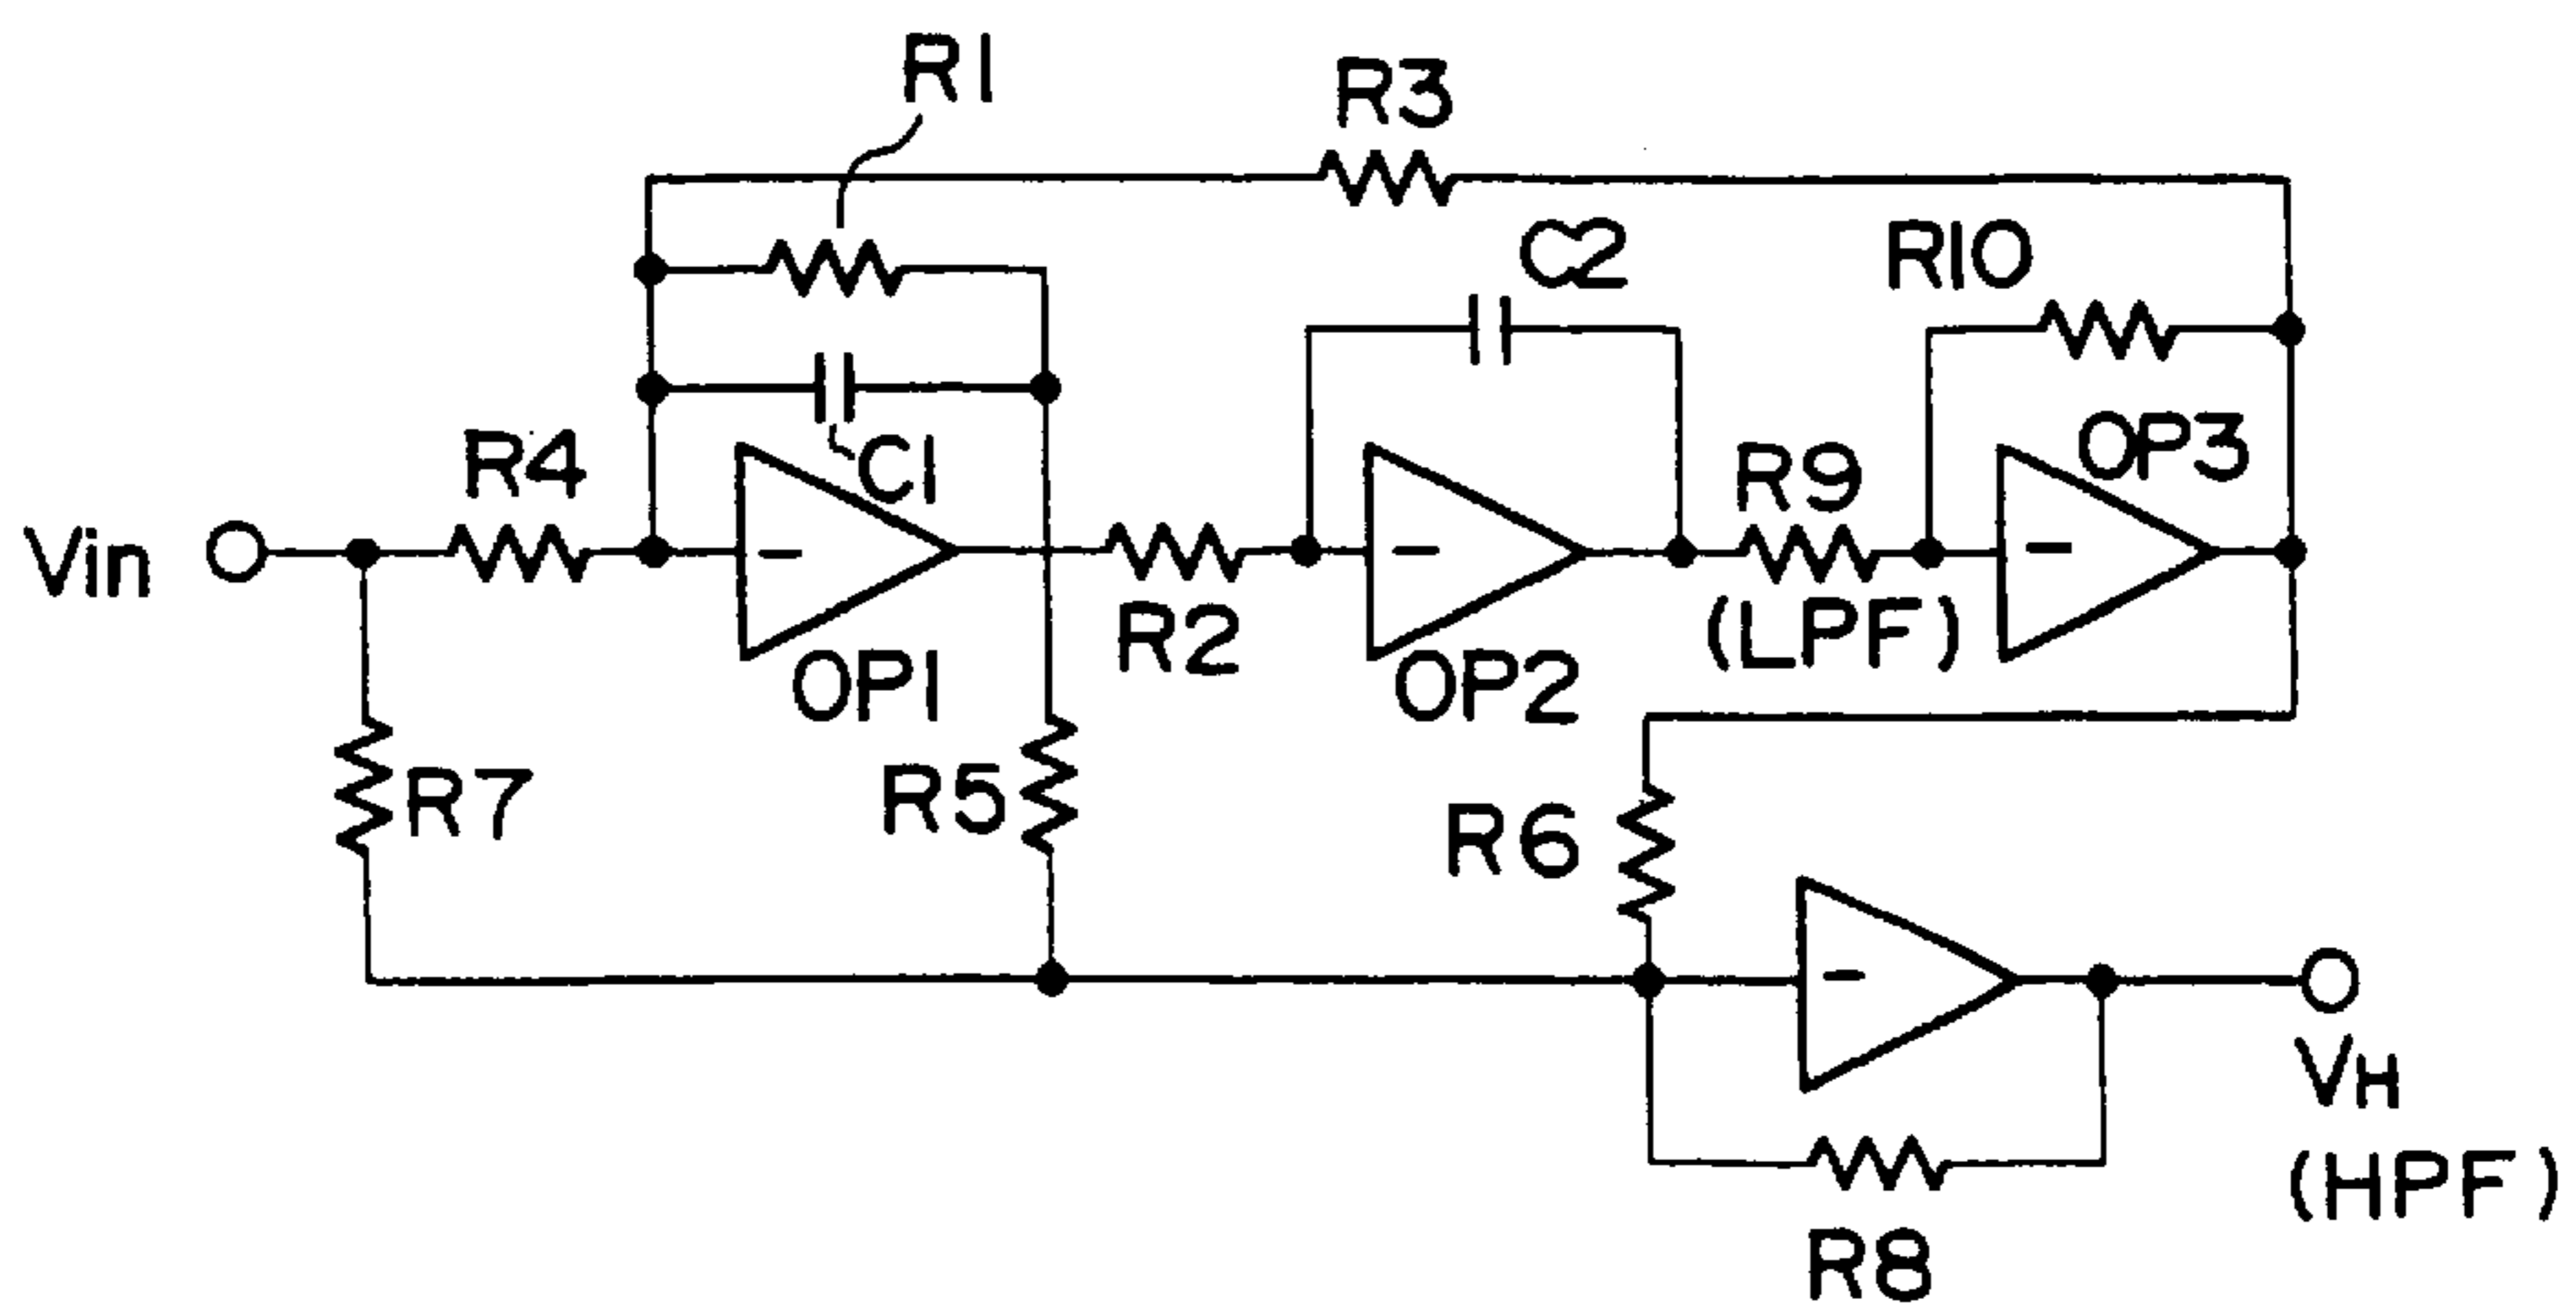 R1
R3
C2
R10
R4
C1
R9
OP3
Vin
-
-
-
R2
(LPF)
OP1
OP2
R7
R5
R6
-
VH
(HPF)
R8